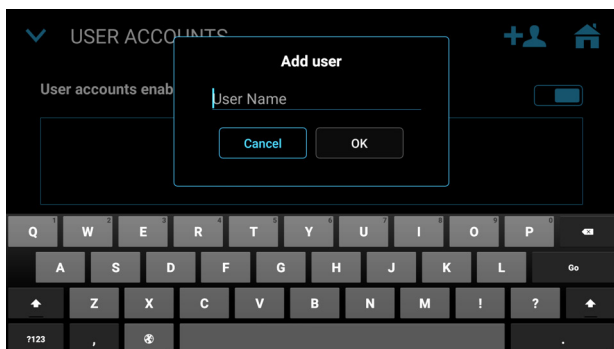 USER ACCOUNTS
Add user
User accounts enab
User Name
Cancel OK
1 2 3 4 5 6 7 8 9 0
Q W E R T Y U I O P
A S D F G H J K L Go
Z X C V B N M ! ?
?123 , .